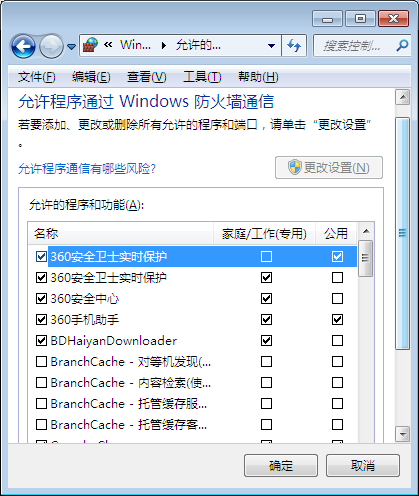 « Win... ▸ 允许的...
搜索控制...
文件(F) 编辑(E) 查看(V) 工具(T) 帮助(H)
允许程序通过 Windows 防火墙通信
若要添加、更改或删除所有允许的程序和端口，请单击“更改设置”
。
允许程序通信有哪些风险?
更改设置(N)
允许的程序和功能(A):
名称 家庭/工作(专用) 公用
360安全卫士实时保护
360安全卫士实时保护
360安全中心
360手机助手
BDHaiyanDownloader
BranchCache - 对等机发现(...
BranchCache - 内容检索(使...
BranchCache - 托管缓存服...
BranchCache - 托管缓存客...
确定 取消